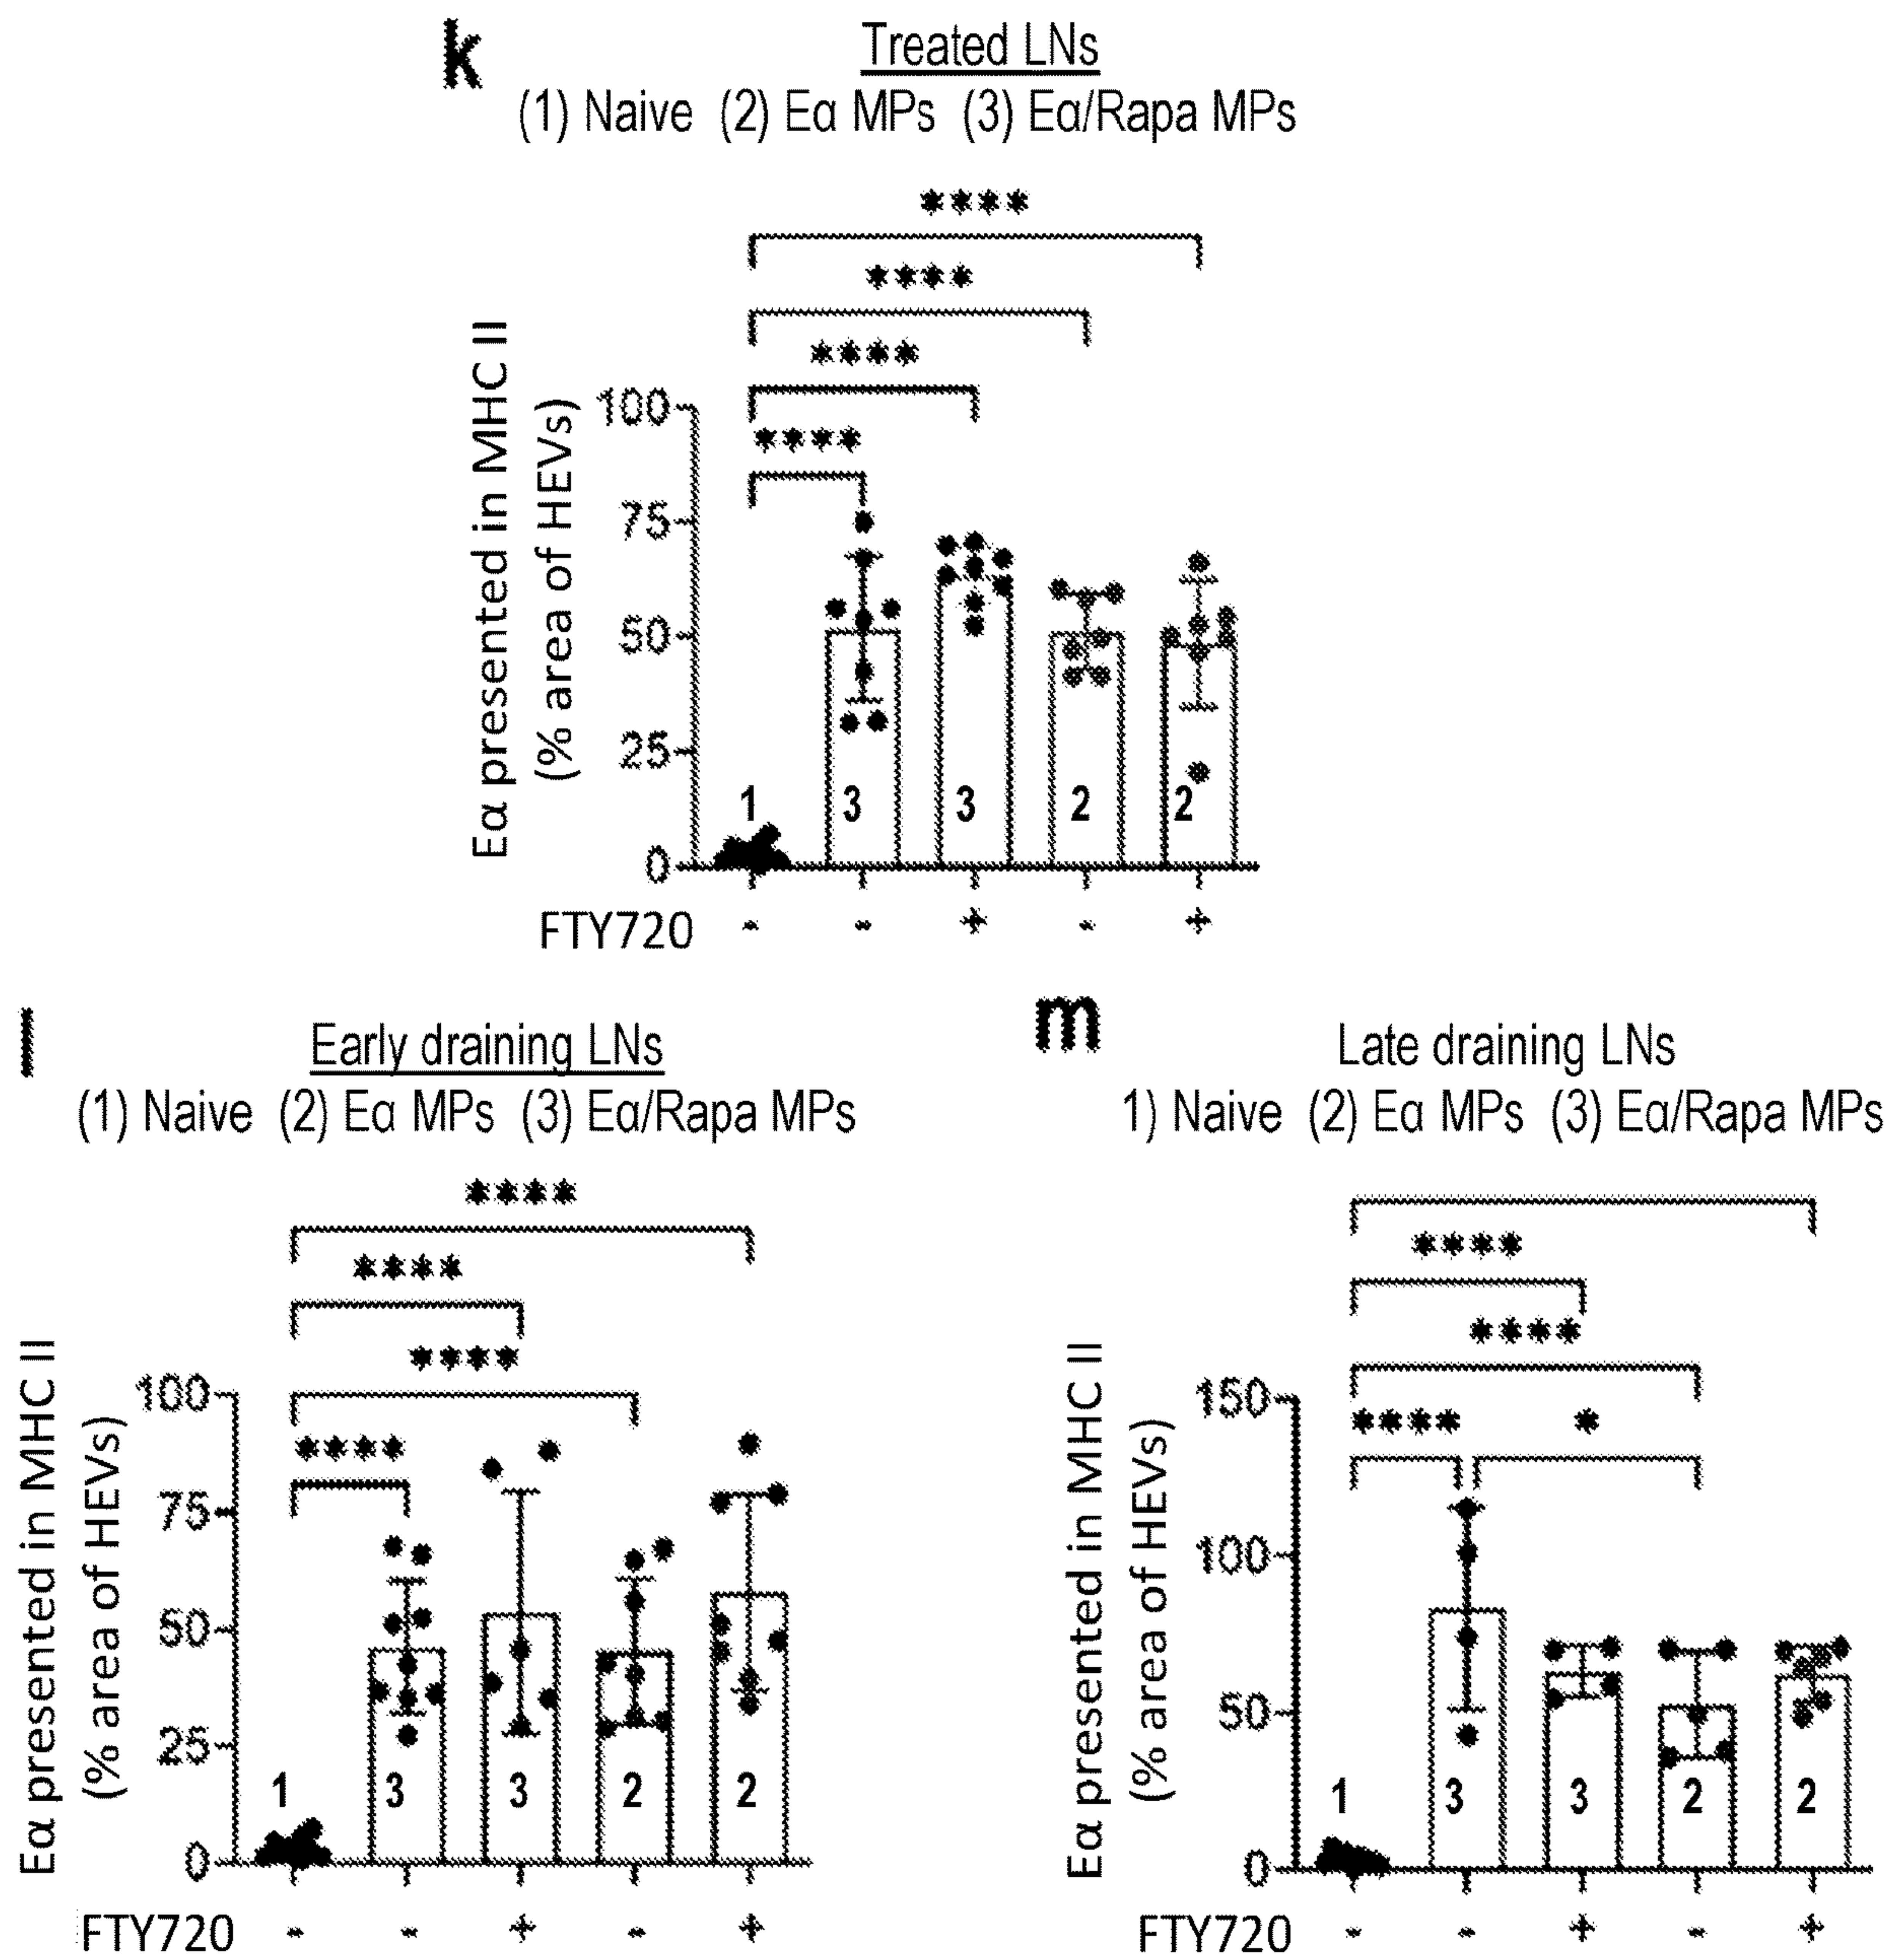 k
Treated LNs
(1) Naive (2) Eα MPs (3) Eα/Rapa MPs
****
****
****
****
Eα presented in MHC II
(% area of HEVs)
100
75
50
25
0
1 3 3 2 2
FTY720 - - + - +
l
Early draining LNs
(1) Naive (2) Eα MPs (3) Eα/Rapa MPs
****
****
****
****
Eα presented in MHC II
(% area of HEVs)
100
75
50
25
0
1 3 3 2 2
FTY720 - - + - +
m
Late draining LNs
1) Naive (2) Eα MPs (3) Eα/Rapa MPs
****
****
**** *
Eα presented in MHC II
(% area of HEVs)
150
100
50
0
1 3 3 2 2
FTY720 - - + - +